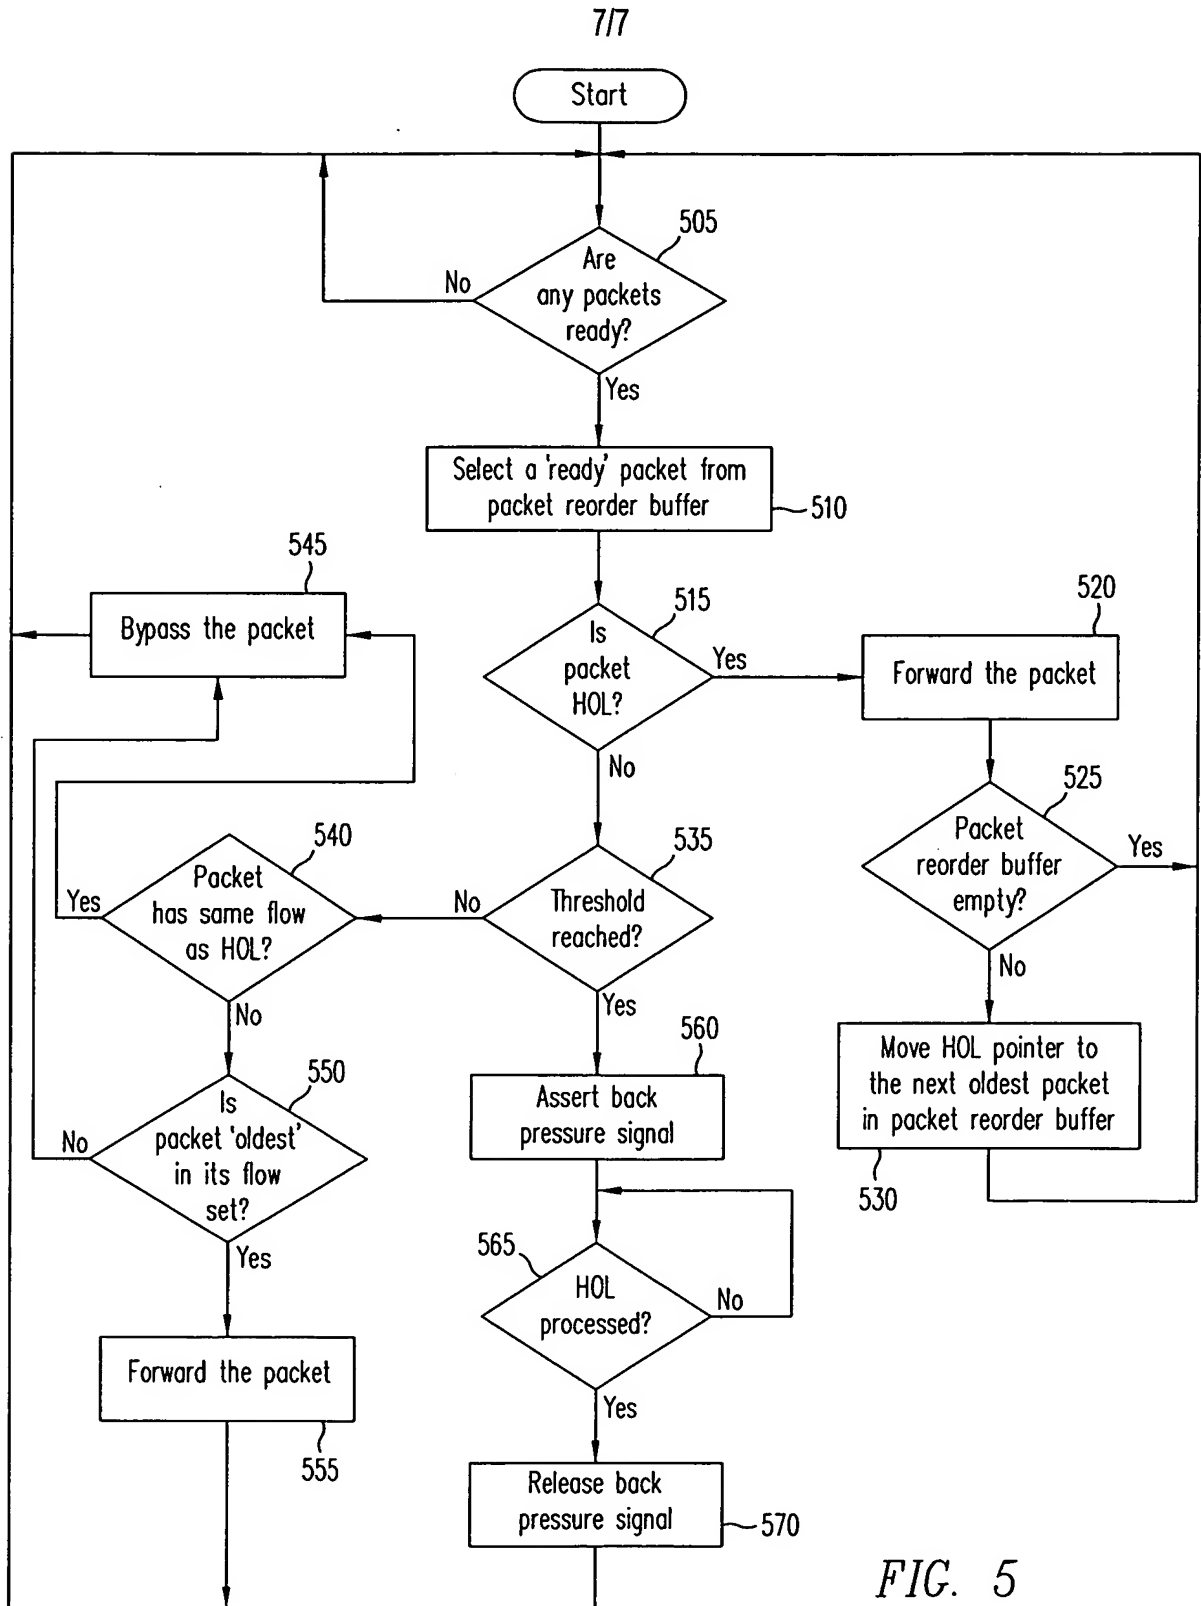 7/7
Start
505
Are
any packets
ready?
No
Yes
Select a 'ready' packet from
packet reorder buffer
510
545
Bypass the packet
515
Is
packet
HOL?
Yes
No
520
Forward the packet
525
Packet
reorder buffer
empty?
Yes
No
540
Packet
has same flow
as HOL?
Yes
No
535
Threshold
reached?
No
Yes
560
Assert back
pressure signal
Move HOL pointer to
the next oldest packet
in packet reorder buffer
530
550
Is
packet 'oldest'
in its flow
set?
No
Yes
565
HOL
processed?
No
Yes
Forward the packet
555
Release back
pressure signal
570
FIG. 5